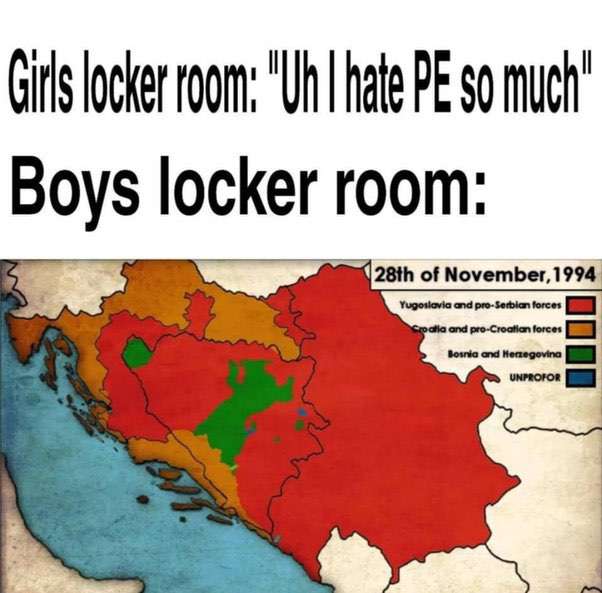 Girls locker room: "Uh I hate PE so much"
Boys locker room:
28th of November, 1994
Yugoslavia and pro-Serbian forces
Croatia and pro-Croatian forces
Bosnia and Herzegovina
UNPROFOR